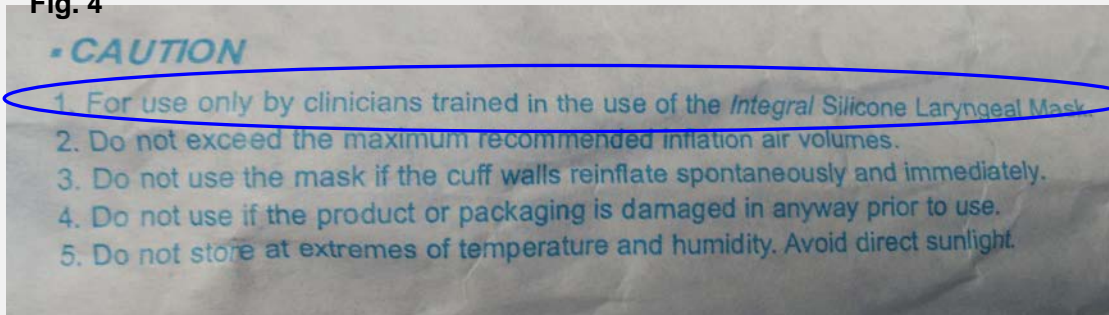 Fig. 4
▪ CAUTION
1. For use only by clinicians trained in the use of the Integral Silicone Laryngeal Mask.
2. Do not exceed the maximum recommended inflation air volumes.
3. Do not use the mask if the cuff walls reinflate spontaneously and immediately.
4. Do not use if the product or packaging is damaged in anyway prior to use.
5. Do not store at extremes of temperature and humidity. Avoid direct sunlight.